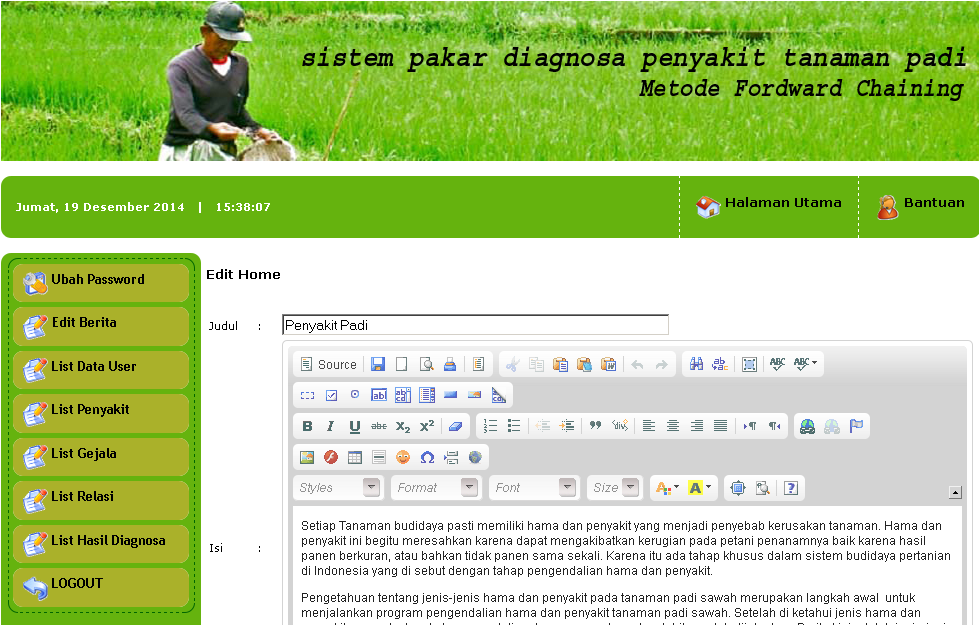 sistem pakar diagnosa penyakit tanaman padi
Metode Fordward Chaining
Jumat, 19 Desember 2014 | 15:38:07
Halaman Utama
Bantuan
Ubah Password
Edit Berita
List Data User
List Penyakit
List Gejala
List Relasi
List Hasil Diagnosa
LOGOUT
Edit Home
Judul :
Penyakit Padi
Source
Styles
Format
Font
Size
Isi :
Setiap Tanaman budidaya pasti memiliki hama dan penyakit yang menjadi penyebab kerusakan tanaman. Hama dan
penyakit ini begitu meresahkan karena dapat mengakibatkan kerugian pada petani penanamnya baik karena hasil
panen berkuran, atau bahkan tidak panen sama sekali. Karena itu ada tahap khusus dalam sistem budidaya pertanian
di Indonesia yang di sebut dengan tahap pengendalian hama dan penyakit.
Pengetahuan tentang jenis-jenis hama dan penyakit pada tanaman padi sawah merupakan langkah awal untuk
menjalankan program pengendalian hama dan penyakit tanaman padi sawah. Setelah di ketahui jenis hama dan